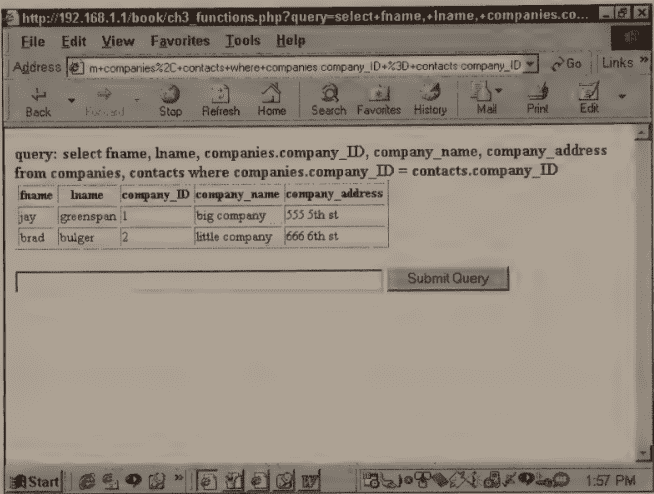 http://192.168.1.1/book/ch3_functions.php?query=select+fname,+lname,+companies.co...
File Edit View Favorites Tools Help
Address m+companies%2C+contacts+where+companies.company_ID+%3D+contacts.company_ID Go Links »
Back Forward Stop Refresh Home Search Favorites History Mail Print Edit
query: select fname, lname, companies.company_ID, company_name, company_address
from companies, contacts where companies.company_ID = contacts.company_ID
fname lname company_ID company_name company_address
jay greenspan 1 big company 555 5th st
brad bulger 2 little company 666 6th st
Submit Query
Start » 1:57 PM